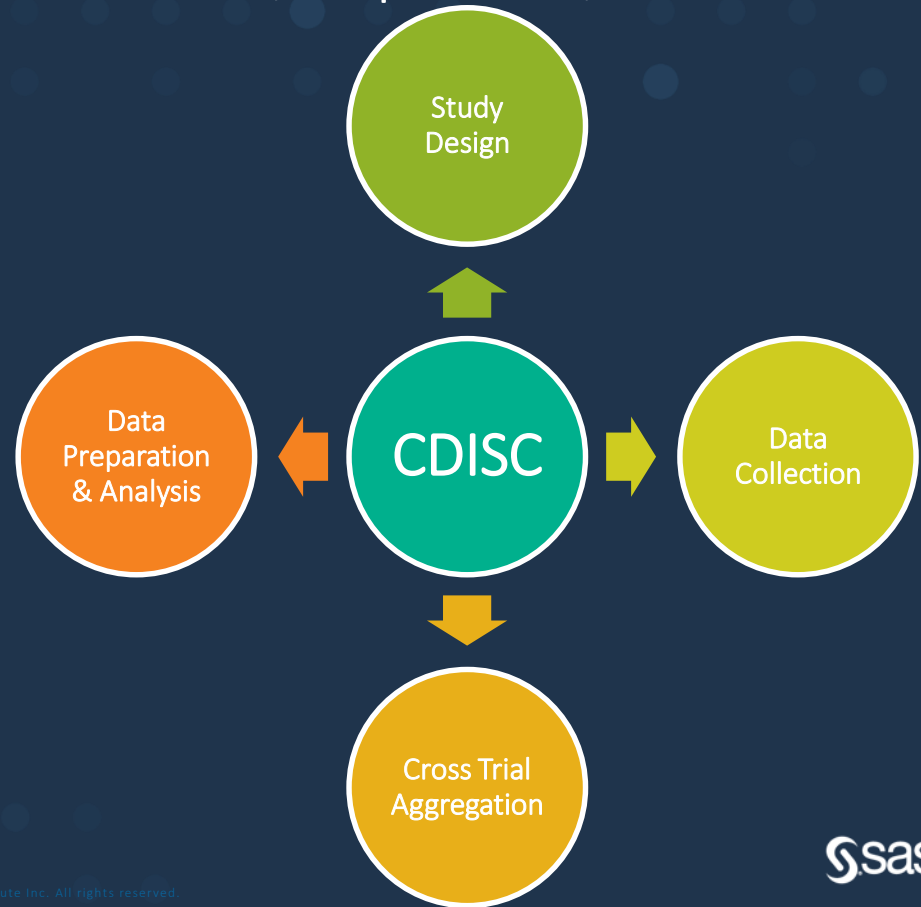 Study
Design
Data
Preparation
& Analysis
CDISC
Data
Collection
Cross Trial
Aggregation
sas
ute Inc. All rights reserved.